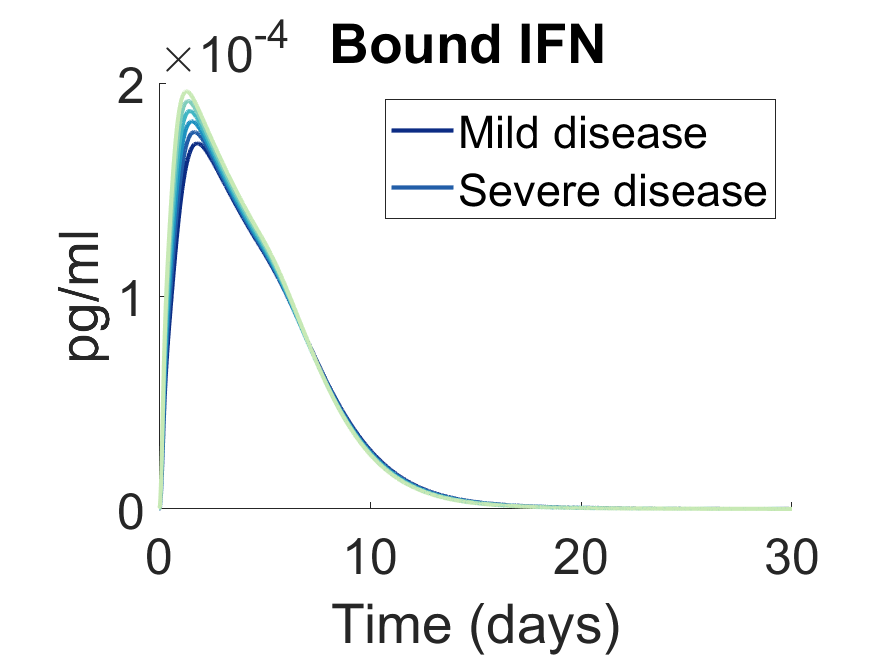 ×10-4
Bound IFN
2
Mild disease
Severe disease
pg/ml
1
0
0 10 20 30
Time (days)